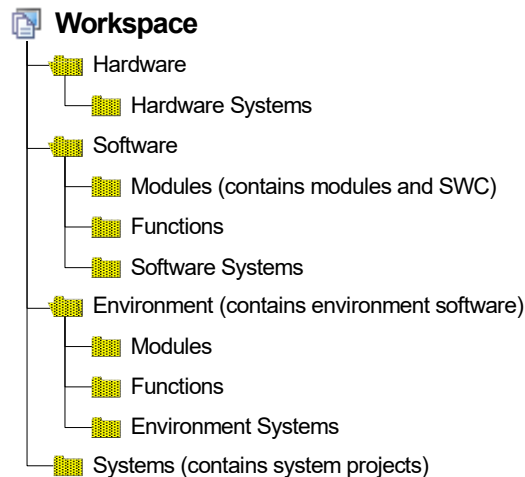 Workspace
Hardware
Hardware Systems
Software
Modules (contains modules and SWC)
Functions
Software Systems
Environment (contains environment software)
Modules
Functions
Environment Systems
Systems (contains system projects)